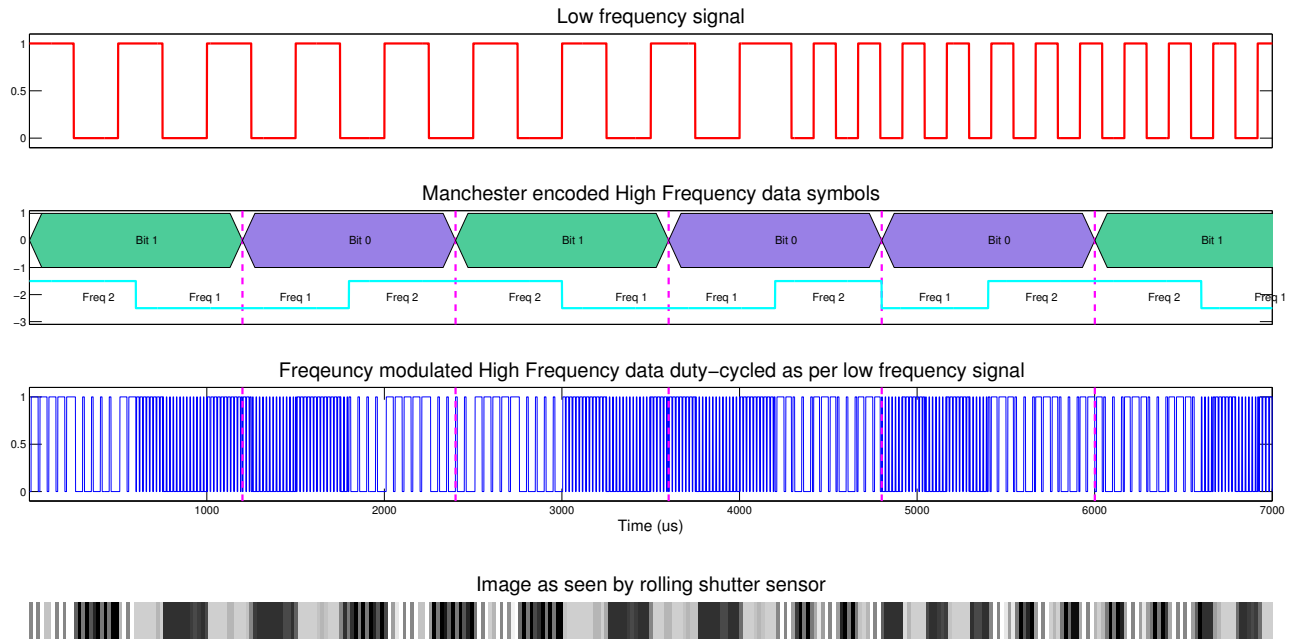 Low frequency signal
1
0.5
0
Manchester encoded High Frequency data symbols
1
0
−1
−2
−3
Bit 1 Bit 0 Bit 1 Bit 0 Bit 0 Bit 1
Freq 2 Freq 1 Freq 1 Freq 2 Freq 2 Freq 1 Freq 1 Freq 2 Freq 1 Freq 2 Freq 2 Freq 1
Freqeuncy modulated High Frequency data duty−cycled as per low frequency signal
1
0.5
0
1000 2000 3000 4000 5000 6000 7000
Time (us)
Image as seen by rolling shutter sensor